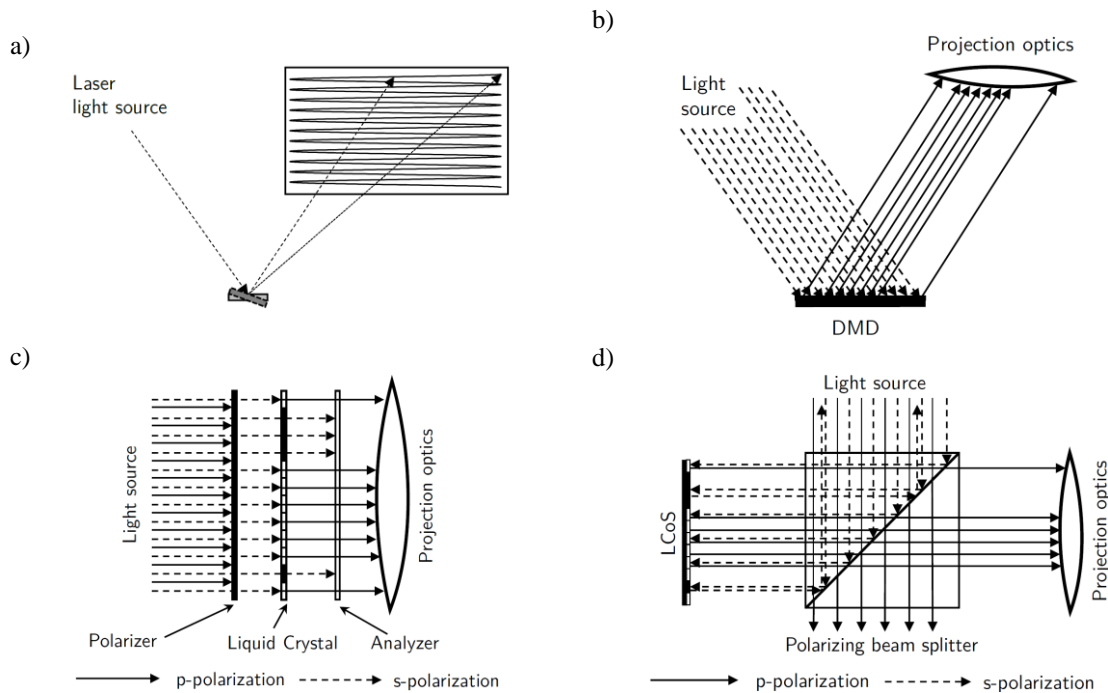 a)
Laser
light source
b)
Projection optics
Light
source
DMD
c)
Light source
Projection optics
Polarizer
Liquid Crystal
Analyzer
p-polarization
s-polarization
d)
Light source
LCoS
Projection optics
Polarizing beam splitter
p-polarization
s-polarization